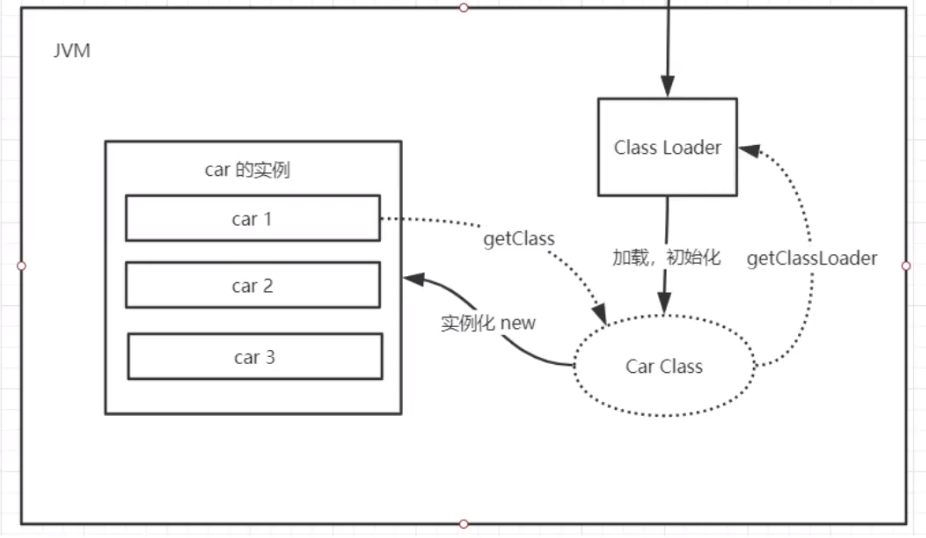 JVM
Class Loader
car 的实例
car 1
getClass
加载，初始化
getClassLoader
car 2
实例化 new
car 3
Car Class